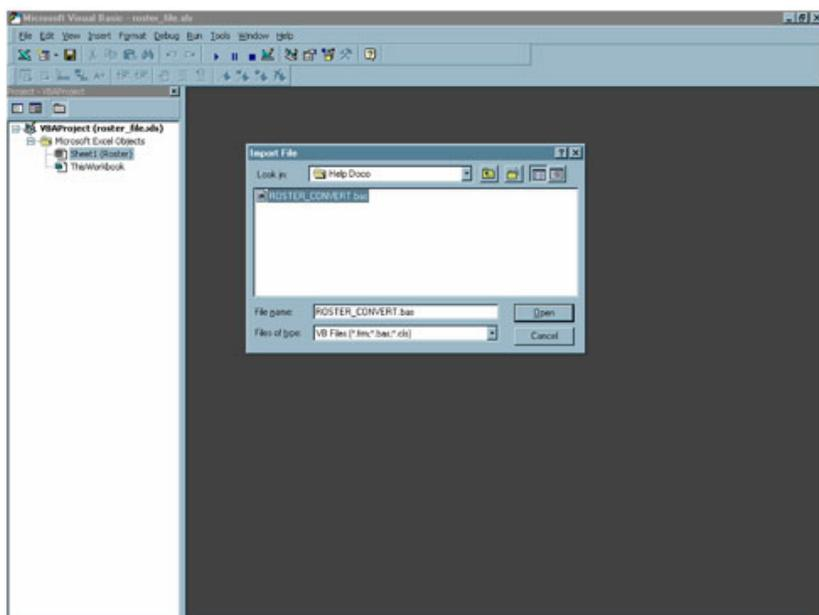 Microsoft Visual Basic - roster_file.xls
File Edit View Insert Format Debug Run Tools Window Help
Project - VBAProject
VBAProject (roster_file.xls)
Microsoft Excel Objects
Sheet1 (Roster)
ThisWorkbook
Import File
Look in: Help Doco
ROSTER_CONVERT.bas
File name: ROSTER_CONVERT.bas Open
Files of type: VB Files (*.frm;*.bas;*.cls) Cancel